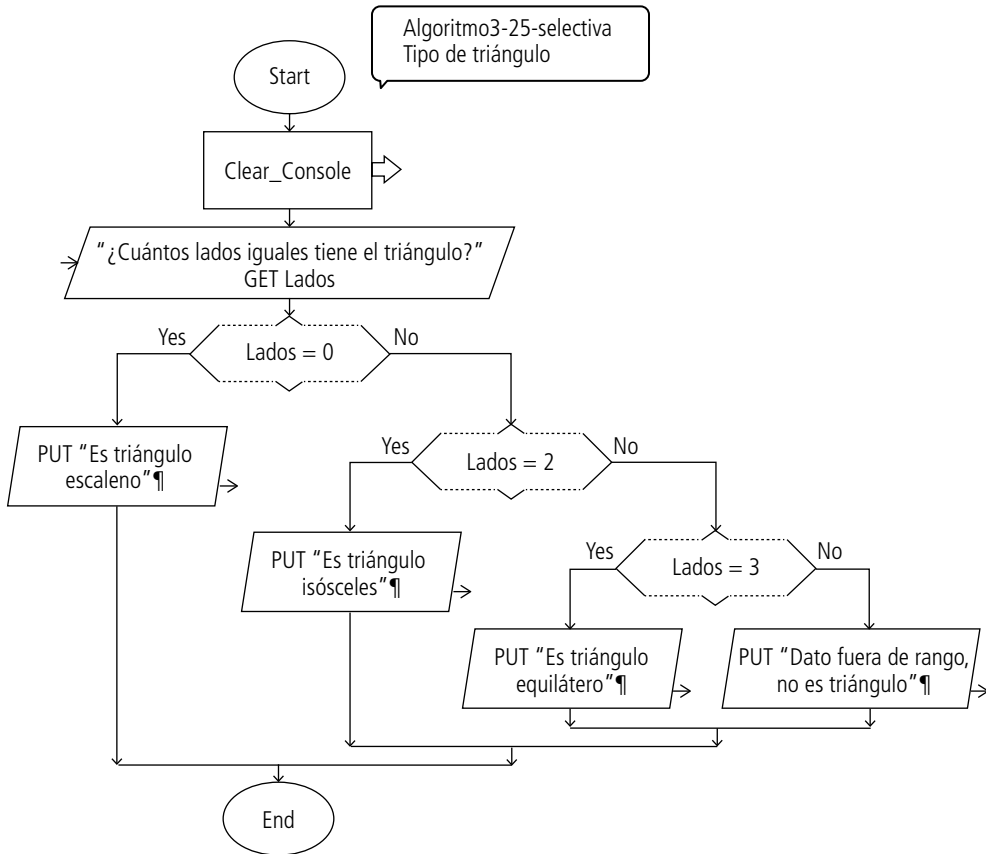 Algoritmo3-25-selectiva
Tipo de triángulo
Start
Clear_Console
"¿Cuántos lados iguales tiene el triángulo?"
GET Lados
Yes
Lados = 0
No
PUT "Es triángulo
escaleno"¶
Yes
Lados = 2
No
PUT "Es triángulo
isósceles"¶
Yes
Lados = 3
No
PUT "Es triángulo
equilátero"¶
PUT "Dato fuera de rango,
no es triángulo"¶
End